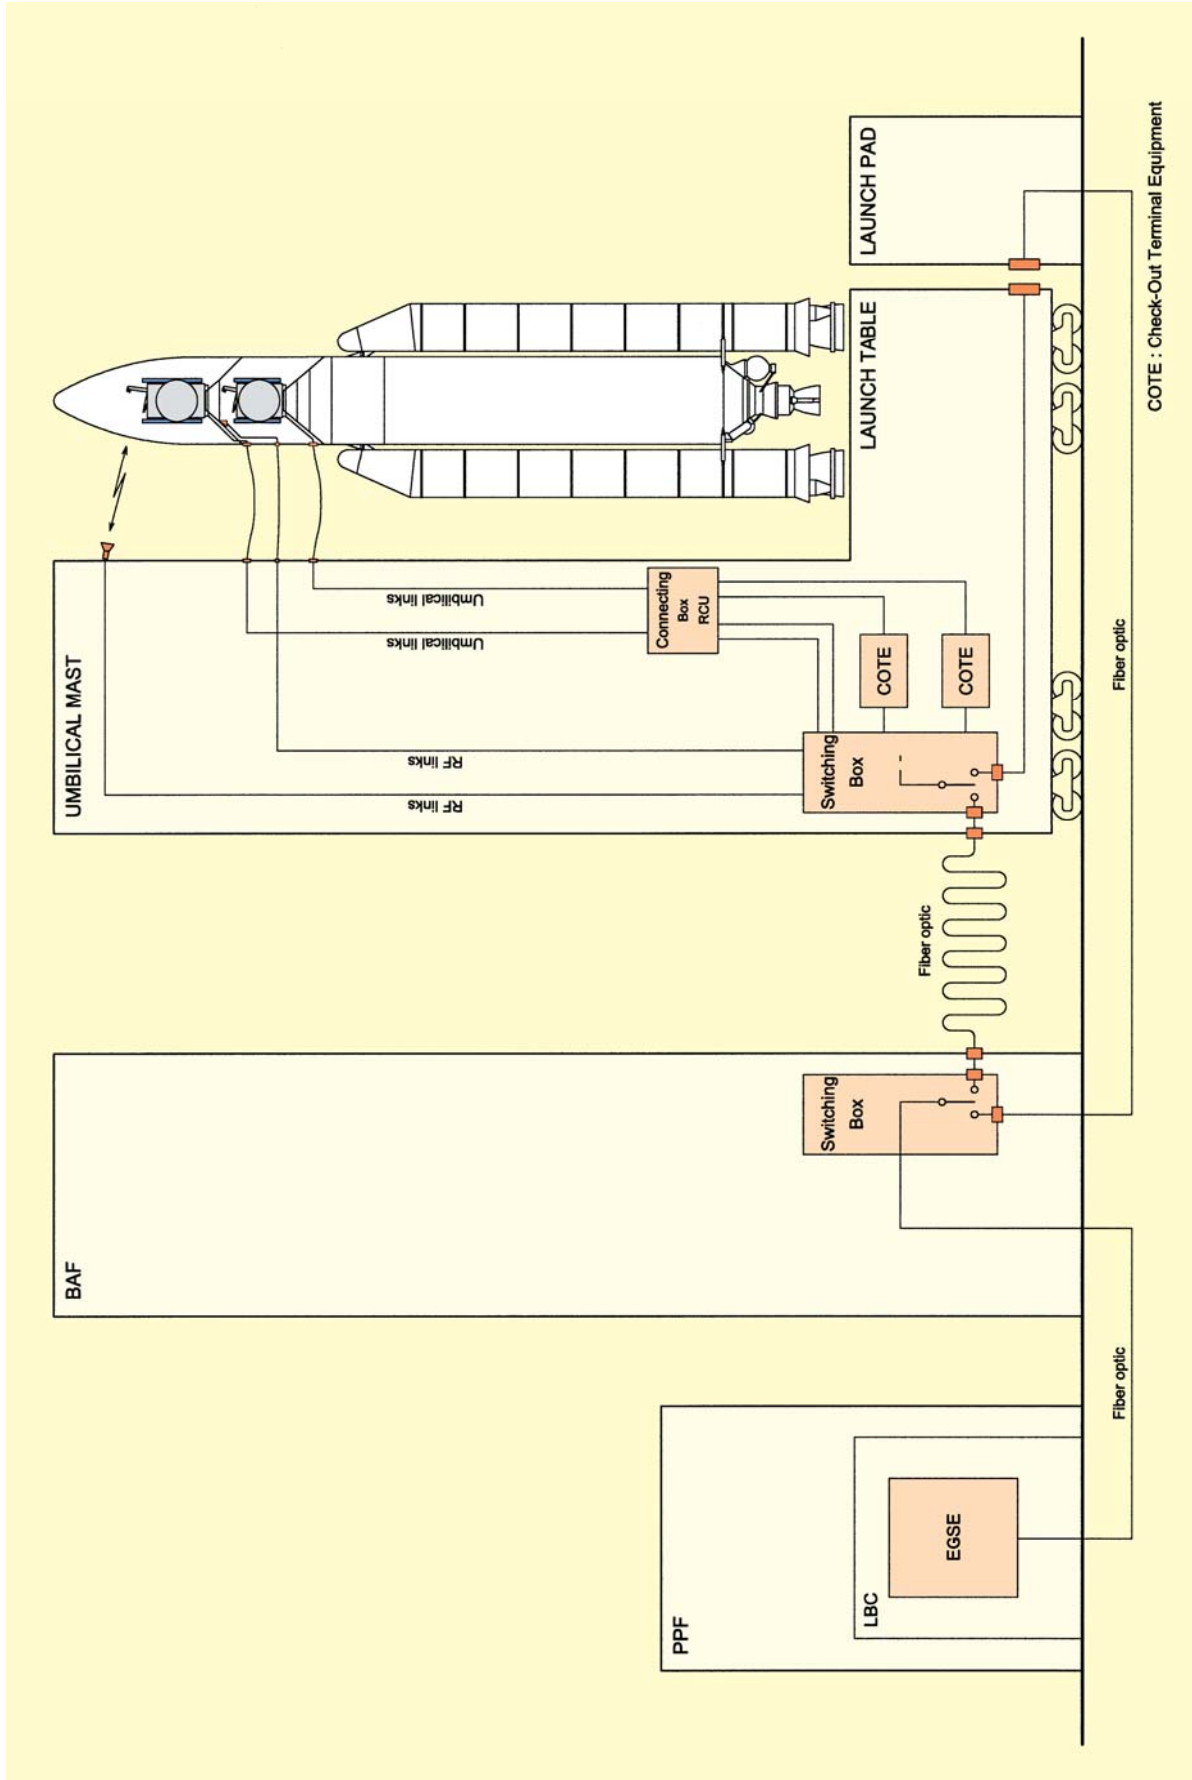 PPF
LBC
EGSE
Fiber optic
BAF
Switching
Box
Fiber optic
UMBILICAL MAST
RF links
RF links
Umbilical links
Umbilical links
Connecting
Box
RCU
COTE
COTE
Switching
Box
LAUNCH TABLE
LAUNCH PAD
Fiber optic
COTE : Check-Out Terminal Equipment